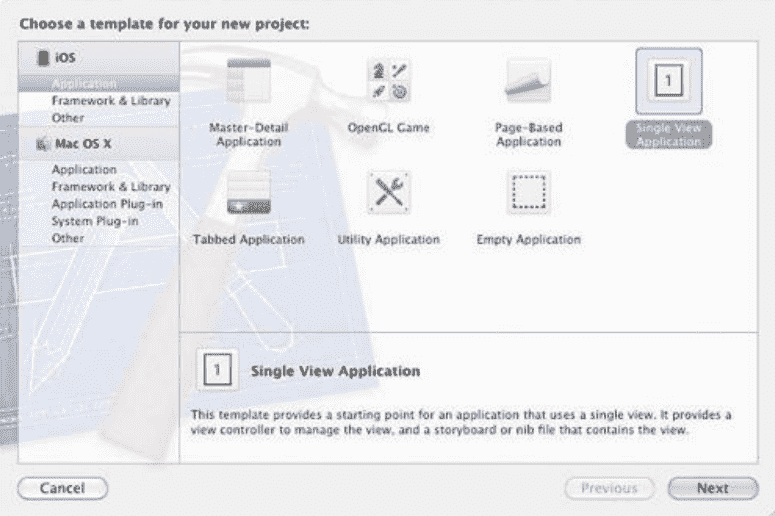 Choose a template for your new project:
iOS
Application
Framework & Library
Other
Mac OS X
Application
Framework & Library
Application Plug-in
System Plug-in
Other
Master-Detail
Application
OpenGL Game
Page-Based
Application
1
Single View
Application
Tabbed Application
Utility Application
Empty Application
1
Single View Application
This template provides a starting point for an application that uses a single view. It provides a
view controller to manage the view, and a storyboard or nib file that contains the view.
Cancel
Previous
Next